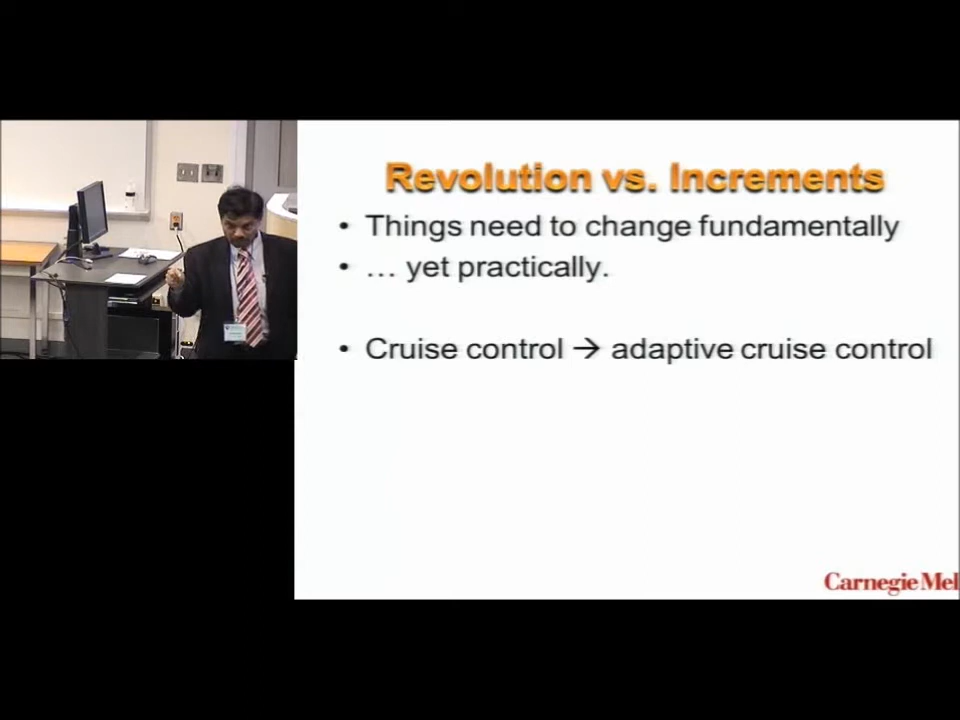 Revolution vs. Increments
• Things need to change fundamentally
• … yet practically.
• Cruise control → adaptive cruise control
Carnegie Mel